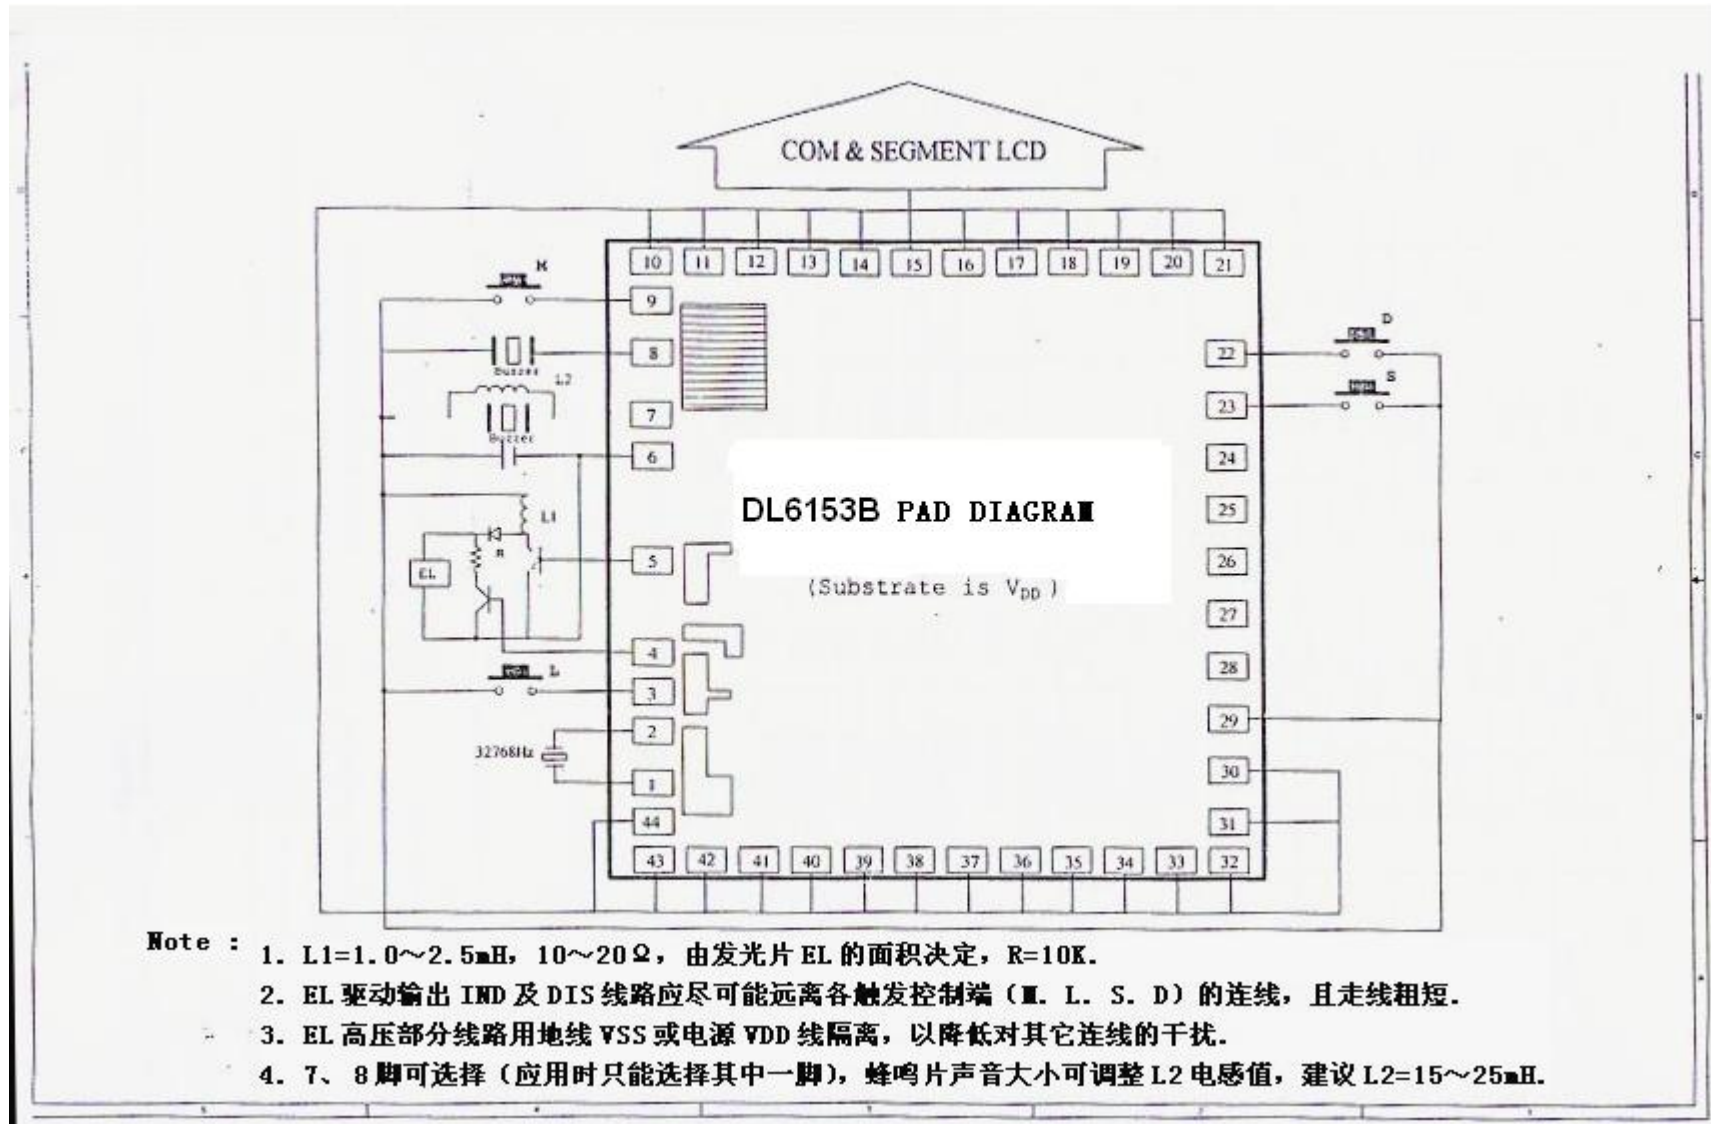 COM & SEGMENT LCD
10 11 12 13 14 15 16 17 18 19 20 21
M
9
D
8
22
Buzzer
L2
S
7
23
Buzzer
6
24
DL6153B PAD DIAGRAM
25
L1
R
5
26
EL
(Substrate is VDD)
27
4
28
L
3
29
2
32768Hz
30
1
44
31
43 42 41 40 39 38 37 36 35 34 33 32
Note :
1. L1=1.0～2.5mH, 10～20Ω, 由发光片 EL 的面积决定, R=10K.
2. EL 驱动输出 IND 及 DIS 线路应尽可能远离各触发控制端 (M. L. S. D) 的连线, 且走线粗短.
3. EL 高压部分线路用地线 VSS 或电源 VDD 线隔离, 以降低对其它连线的干扰.
4. 7、8 脚可选择 (应用时只能选择其中一脚), 蜂鸣片声音大小可调整 L2 电感值, 建议 L2=15～25mH.